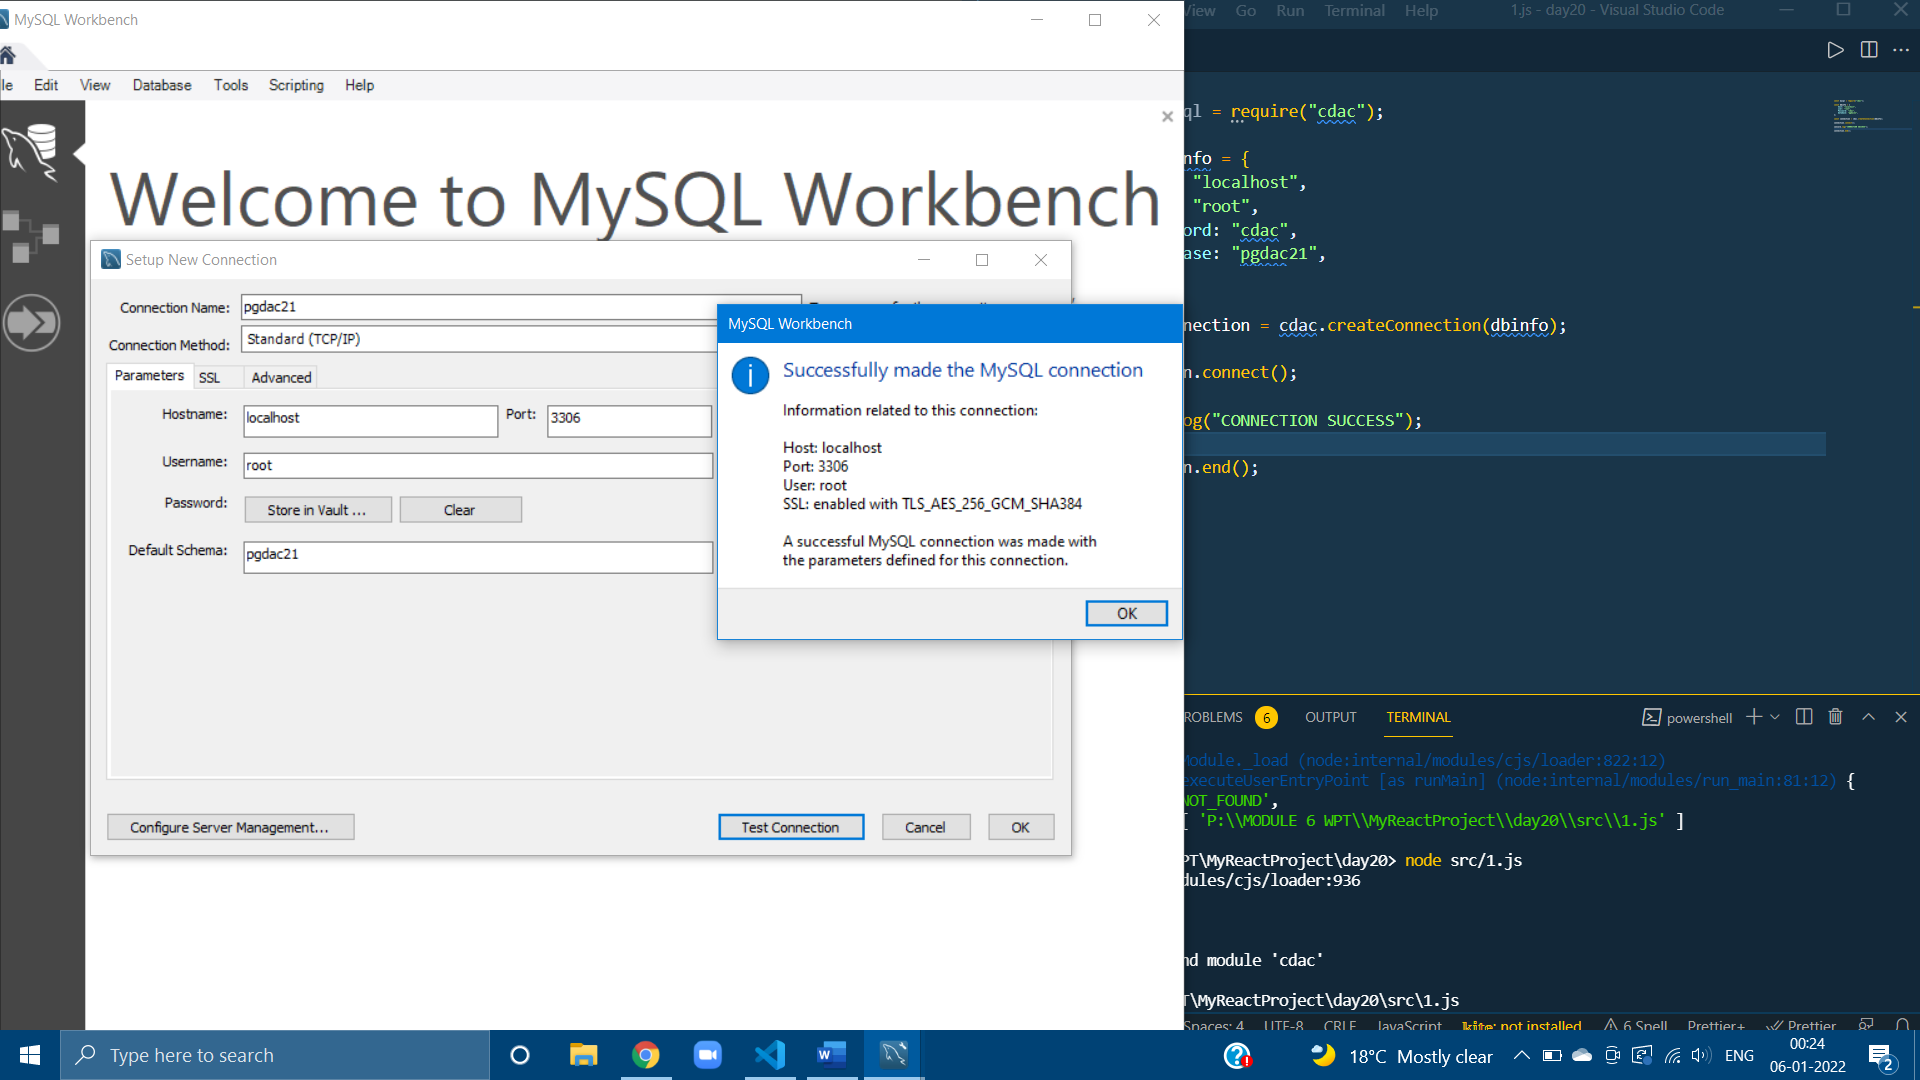 MySQL Workbench
le Edit View Database Tools Scripting Help
Welcome to MySQL Workbench
Setup New Connection
Connection Name: pgdac21
Connection Method: Standard (TCP/IP)
Parameters SSL Advanced
Hostname: localhost Port: 3306
Username: root
Password: Store in Vault ... Clear
Default Schema: pgdac21
Configure Server Management... Test Connection Cancel OK
MySQL Workbench
Successfully made the MySQL connection
Information related to this connection:
Host: localhost
Port: 3306
User: root
SSL: enabled with TLS_AES_256_GCM_SHA384
A successful MySQL connection was made with
the parameters defined for this connection.
OK
View Go Run Terminal Help 1.js - day20 - Visual Studio Code
ql = require("cdac");
nfo = {
"localhost",
"root",
ord: "cdac",
ase: "pgdac21",
nection = cdac.createConnection(dbinfo);
n.connect();
og("CONNECTION SUCCESS");
n.end();
ROBLEMS 6 OUTPUT TERMINAL powershell
Module._load (node:internal/modules/cjs/loader:822:12)
executeUserEntryPoint [as runMain] (node:internal/modules/run_main:81:12) {
NOT_FOUND',
[ 'P:\\MODULE 6 WPT\\MyReactProject\\day20\\src\\1.js' ]
PT\MyReactProject\day20> node src/1.js
dules/cjs/loader:936
nd module 'cdac'
T\MyReactProject\day20\src\1.js
Spaces: 4 UTF-8 CRLF JavaScript kite: not installed 6 Spell Prettier+ Prettier
Type here to search
18°C Mostly clear
ENG
00:24
06-01-2022
2